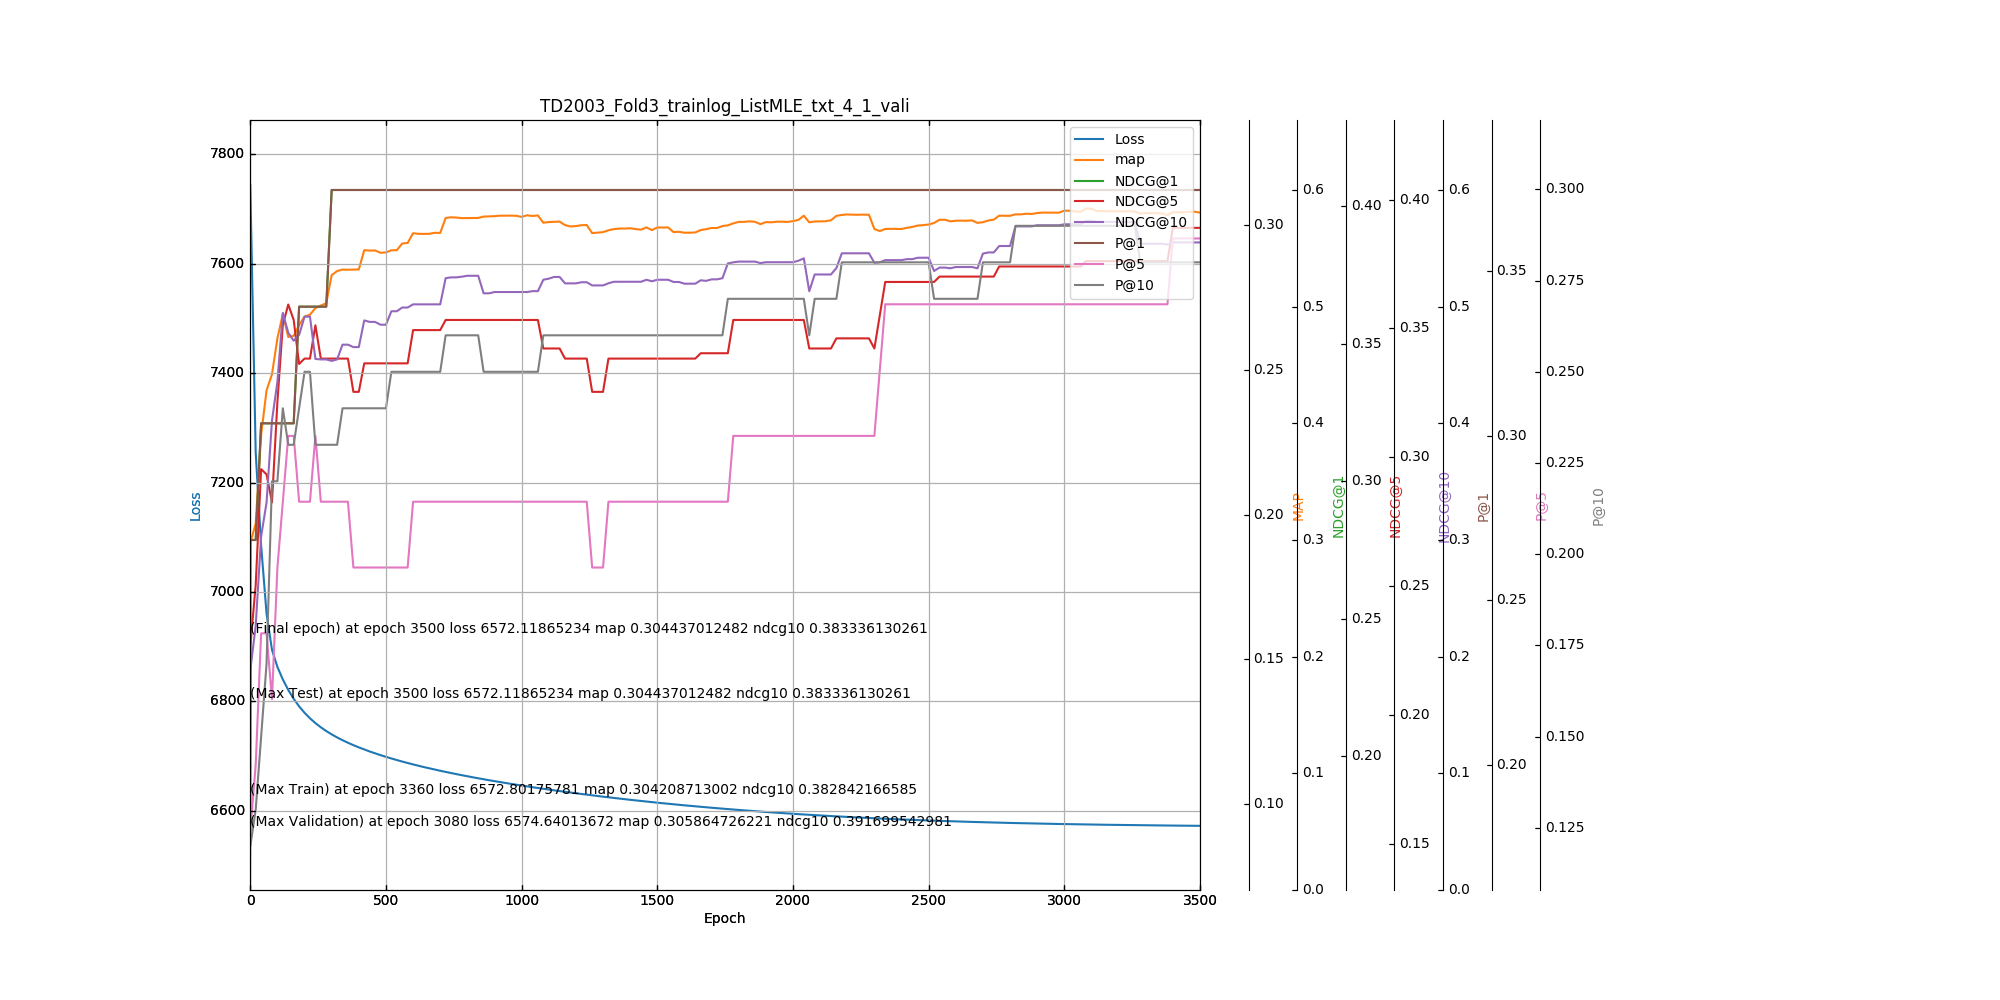 TD2003_Fold3_trainlog_ListMLE_txt_4_1_vali
Loss
map
NDCG@1
NDCG@5
NDCG@10
P@1
P@5
P@10
7800
7600
7400
7200
7000
6800
6600
Loss
(Final epoch) at epoch 3500 loss 6572.11865234 map 0.304437012482 ndcg10 0.383336130261
(Max Test) at epoch 3500 loss 6572.11865234 map 0.304437012482 ndcg10 0.383336130261
(Max Train) at epoch 3360 loss 6572.80175781 map 0.304208713002 ndcg10 0.382842166585
(Max Validation) at epoch 3080 loss 6574.64013672 map 0.305864726221 ndcg10 0.391699542981
0 500 1000 1500 2000 2500 3000 3500
Epoch
0.30
0.25
0.20
0.15
0.10
MAP
0.6
0.5
0.4
0.3
0.2
0.1
0.0
NDCG@1
0.40
0.35
0.30
0.25
0.20
NDCG@5
0.40
0.35
0.30
0.25
0.20
0.15
NDCG@10
0.6
0.5
0.4
0.3
0.2
0.1
0.0
P@1
0.35
0.30
0.25
0.20
P@5
0.300
0.275
0.250
0.225
0.200
0.175
0.150
0.125
P@10